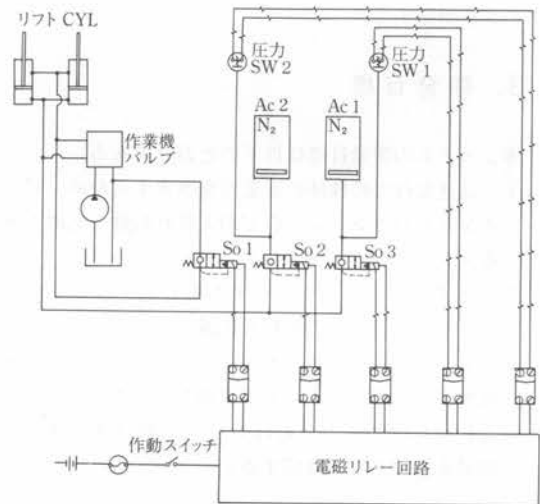 リフト CYL
圧力
SW 2
圧力
SW 1
Ac 2
N₂
Ac 1
N₂
作業機
バルブ
So 1
So 2
So 3
作動スイッチ
電磁リレー回路